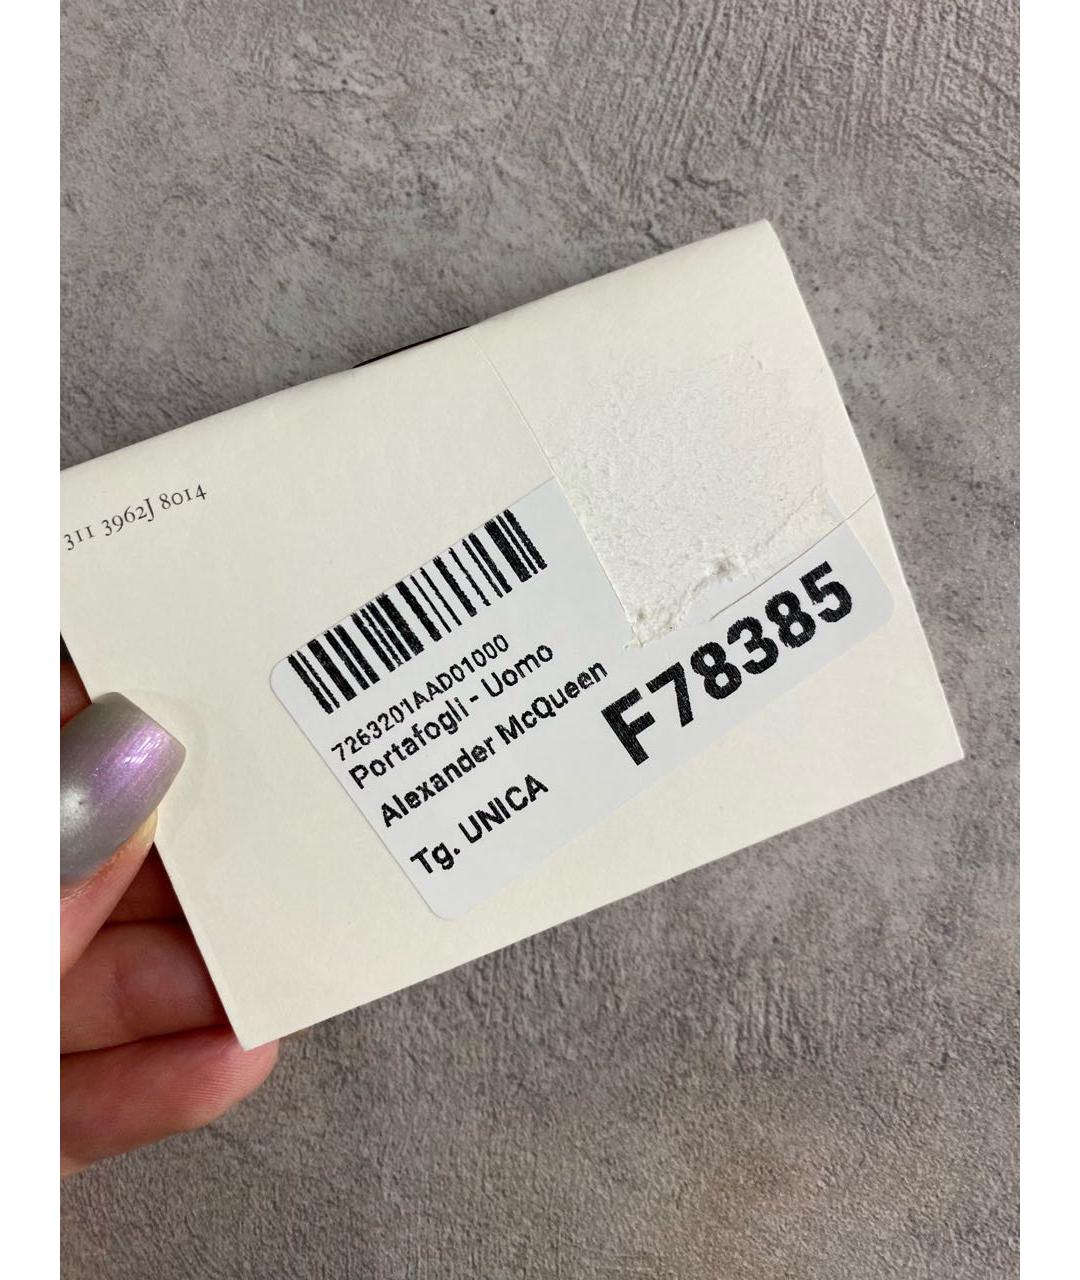 311 3962J 8014
7263201AAD01000
Portafogli - Uomo
Alexander McQueen
Tg. UNICA
F78385